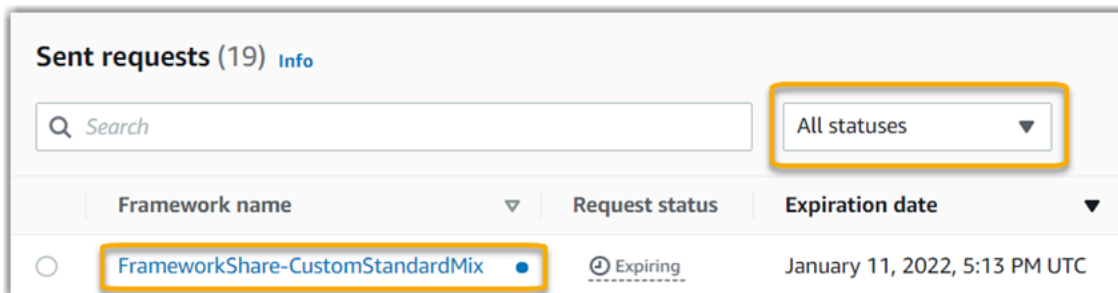 Sent requests (19) Info
Search
All statuses
Framework name
Request status
Expiration date
FrameworkShare-CustomStandardMix
Expiring
January 11, 2022, 5:13 PM UTC